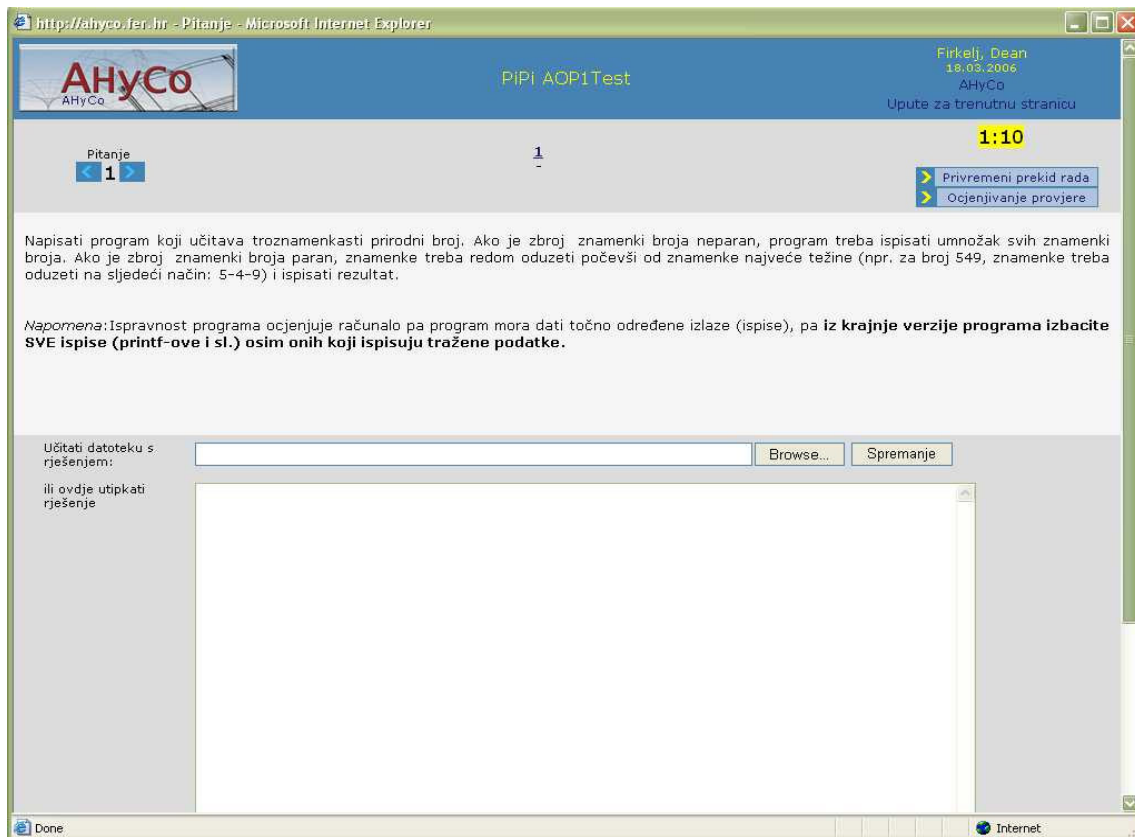 http://ahyco.fer.hr - Pitanje - Microsoft Internet Explorer
AHyCo
AHyCo
PiPi AOP1Test
Firkelj, Dean
18.03.2006
AHyCo
Upute za trenutnu stranicu
1:10
Pitanje
< 1 >
1
-
Privremeni prekid rada
Ocjenjivanje provjere
Napisati program koji učitava troznamenkasti prirodni broj. Ako je zbroj znamenki broja neparan, program treba ispisati umnožak svih znamenki
broja. Ako je zbroj znamenki broja paran, znamenke treba redom oduzeti počevši od znamenke najveće težine (npr. za broj 549, znamenke treba
oduzeti na sljedeći način: 5-4-9) i ispisati rezultat.
Napomena:Ispravnost programa ocjenjuje računalo pa program mora dati točno određene izlaze (ispise), pa iz krajnje verzije programa izbacite
SVE ispise (printf-ove i sl.) osim onih koji ispisuju tražene podatke.
Učitati datoteku s
rješenjem:
Browse...
Spremanje
ili ovdje utipkati
rješenje
Done
Internet